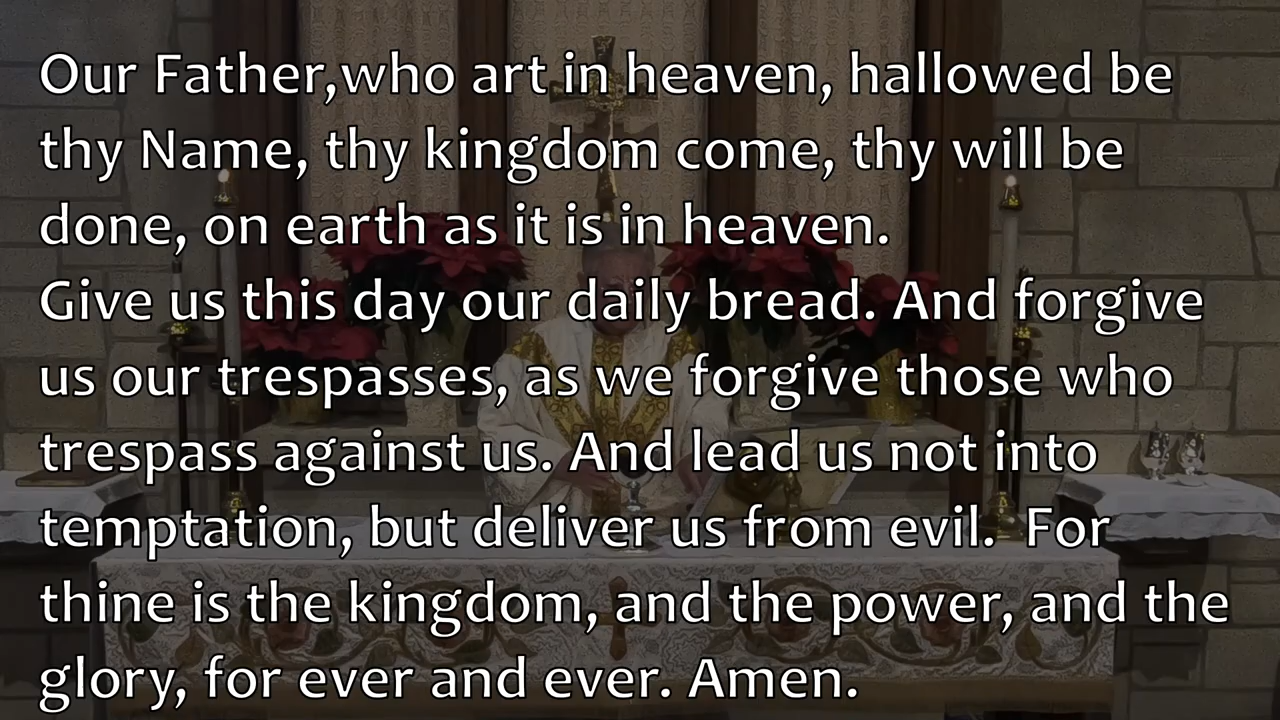 Our Father,who art in heaven, hallowed be
thy Name, thy kingdom come, thy will be
done, on earth as it is in heaven.
Give us this day our daily bread. And forgive
us our trespasses, as we forgive those who
trespass against us. And lead us not into
temptation, but deliver us from evil.  For
thine is the kingdom, and the power, and the
glory, for ever and ever. Amen.